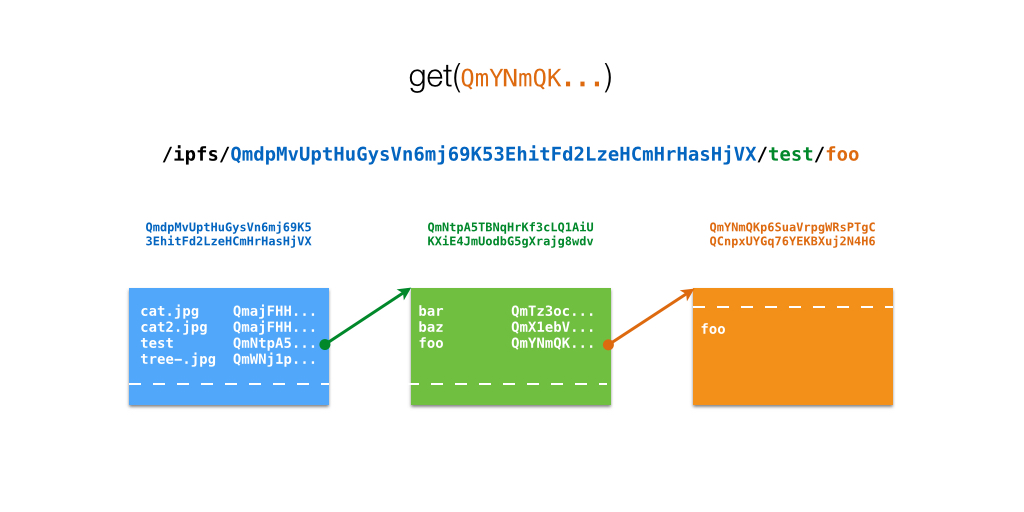 get(QmYNmQK...)
/ipfs/QmdpMvUptHuGysVn6mj69K53EhitFd2LzeHCmHrHasHjVX/test/foo
QmdpMvUptHuGysVn6mj69K5
3EhitFd2LzeHCmHrHasHjVX
QmNtpA5TBNqHrKf3cLQ1AiU
KXiE4JmUodbG5gXrajg8wdv
QmYNmQKp6SuaVrpgWRsPTgC
QCnpxUYGq76YEKBXuj2N4H6
cat.jpg QmajFHH...
cat2.jpg QmajFHH...
test QmNtpA5...
tree-.jpg QmWNj1p...
bar QmTz3oc...
baz QmX1ebV...
foo QmYNmQK...
foo